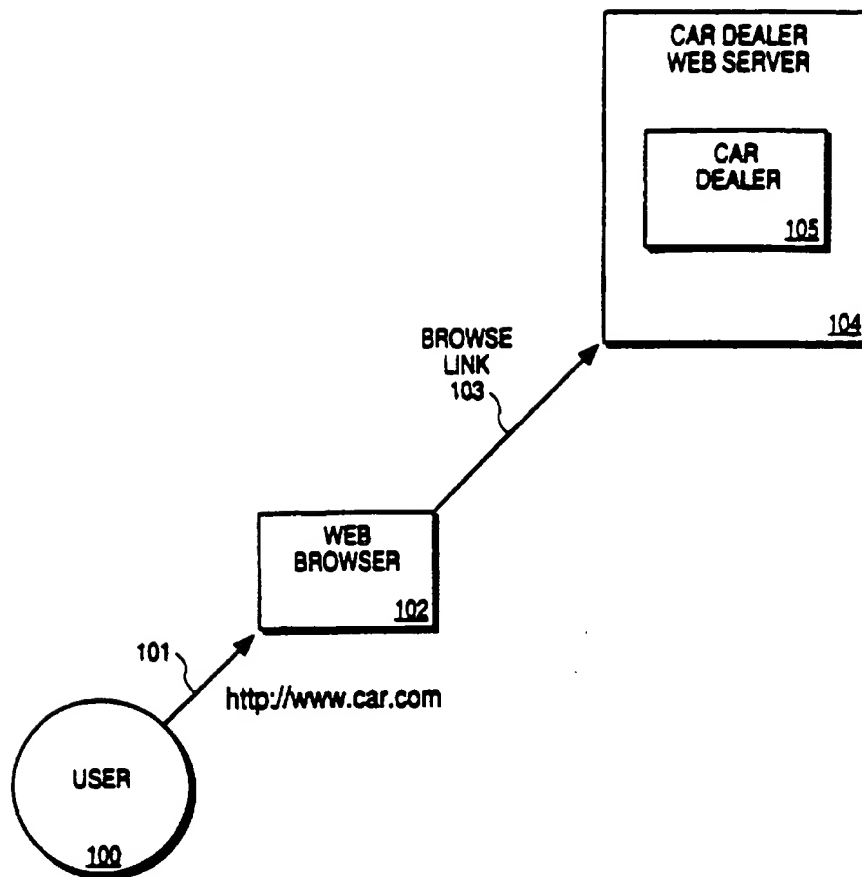 CAR DEALER
WEB SERVER
CAR
DEALER
105
104
BROWSE
LINK
103
WEB
BROWSER
102
101
http://www.car.com
USER
100